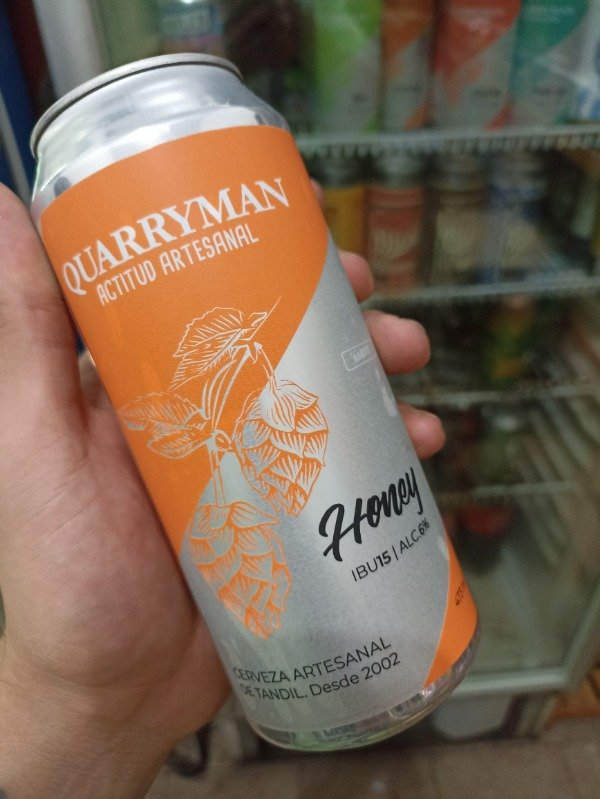 QUARRYMAN
ACTITUD ARTESANAL
Honey
IBU15 | ALC 6%
CERVEZA ARTESANAL
DE TANDIL. Desde 2002